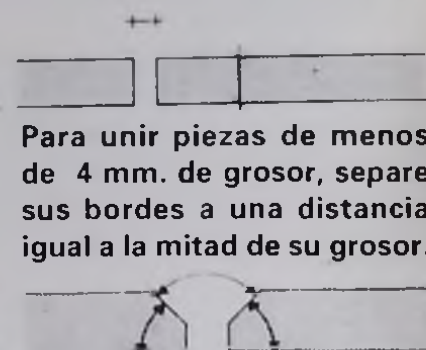 Para unir piezas de menos
de 4 mm. de grosor, separe
sus bordes a una distancia
igual a la mitad de su grosor.